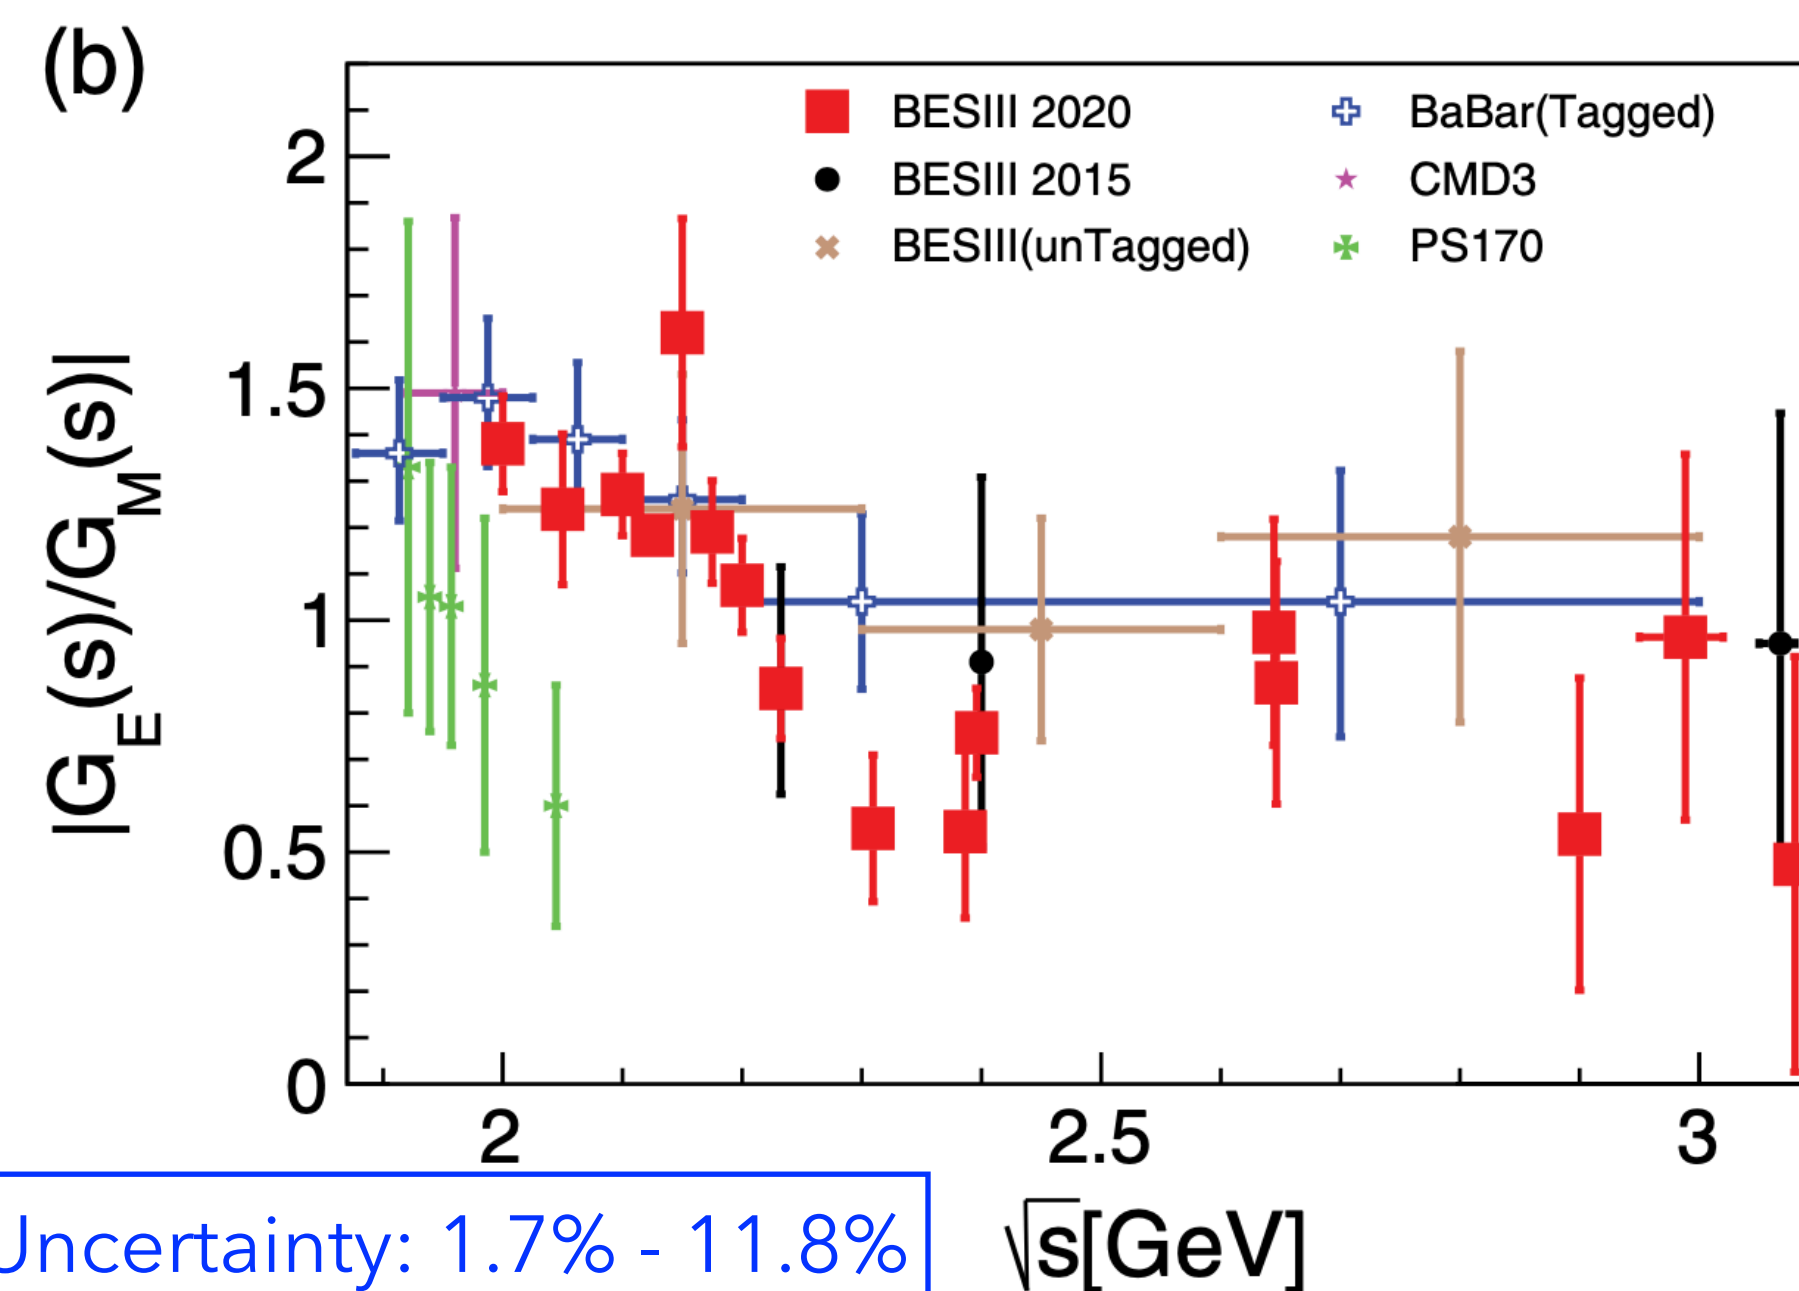 (b)
BESIII 2020
BaBar(Tagged)
BESIII 2015
CMD3
BESIII(unTagged)
PS170
|G_E(s)/G_M(s)|
2
1.5
1
0.5
0
2
2.5
3
√s[GeV]
Uncertainty: 1.7% - 11.8%